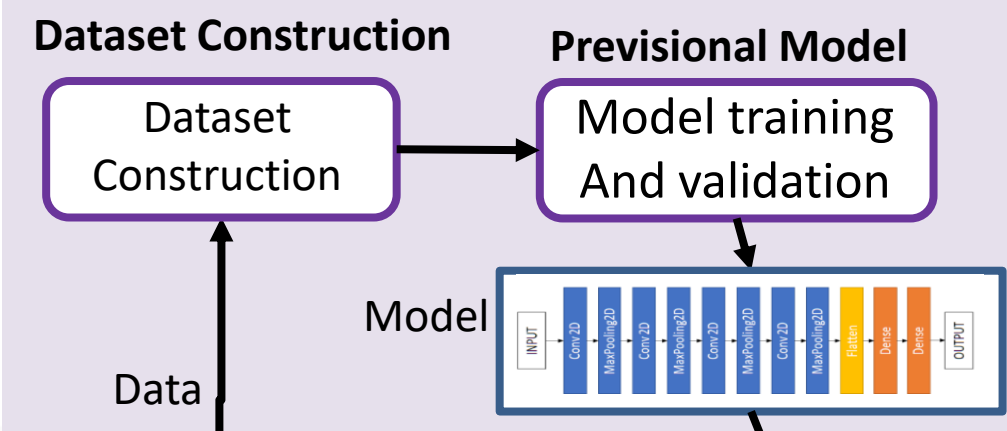 Dataset Construction
Previsional Model
Dataset
Construction
Model training
And validation
Model
INPUT
Conv 2D
MaxPooling2D
Conv 2D
MaxPooling2D
Conv 2D
MaxPooling2D
Conv 2D
MaxPooling2D
Flatten
Dense
Dense
OUTPUT
Data